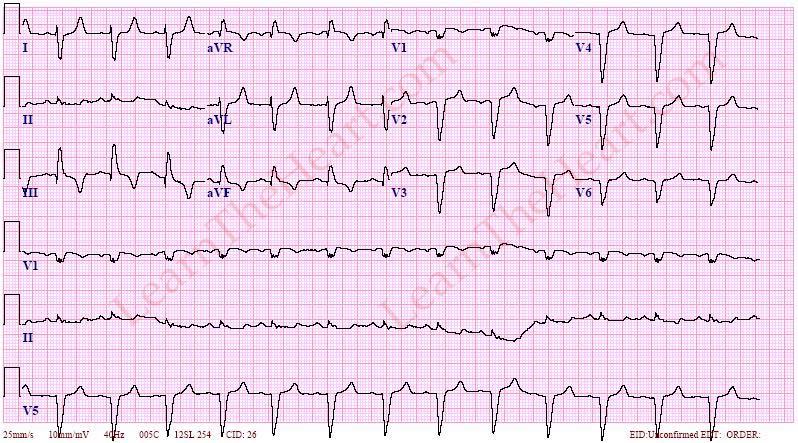 I aVR V1 V4
II aVL V2 V5
III aVF V3 V6
V1
II
V5
25mm/s 10mm/mV 40Hz 005C 12SL 254 CID: 26 EID:Unconfirmed EDT: ORDER:
LearnTheHeart.com
LearnTheHeart.com